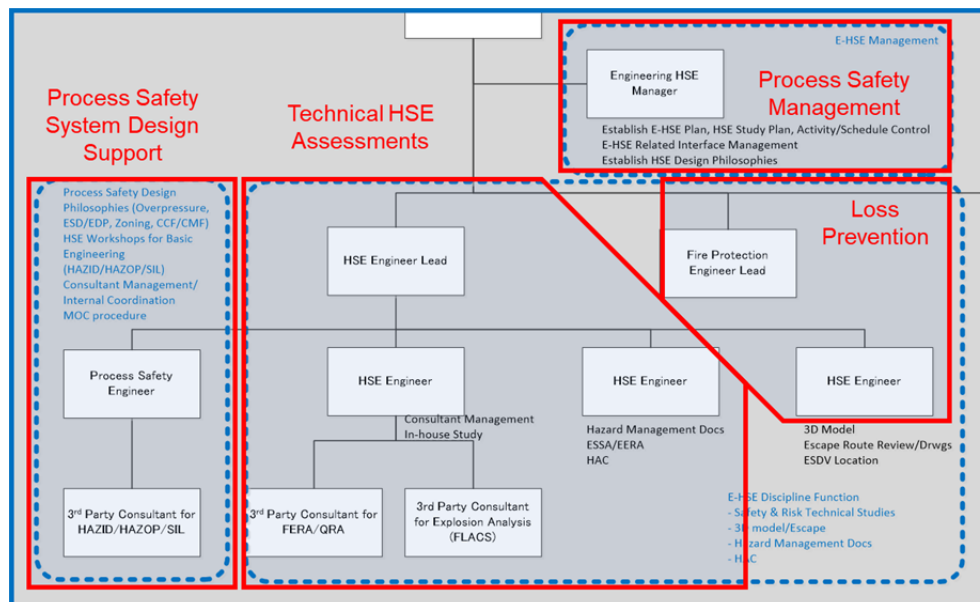 E-HSE Management
Engineering HSE
Manager
Process Safety
Management
Establish E-HSE Plan, HSE Study Plan, Activity/Schedule Control
E-HSE Related Interface Management
Establish HSE Design Philosophies
Process Safety
System Design
Support
Technical HSE
Assessments
Loss
Prevention
Process Safety Design
Philosophies (Overpressure,
ESD/EDP, Zoning, CCF/CMF)
HSE Workshops for Basic
Engineering
(HAZID/HAZOP/SIL)
Consultant Management/
Internal Coordination
MOC procedure
HSE Engineer Lead
Fire Protection
Engineer Lead
Process Safety
Engineer
HSE Engineer
HSE Engineer
HSE Engineer
Consultant Management
In-house Study
Hazard Management Docs
ESSA/EERA
HAC
3D Model
Escape Route Review/Drwgs
ESDV Location
3rd Party Consultant for
HAZID/HAZOP/SIL
3rd Party Consultant for
FERA/QRA
3rd Party Consultant
for Explosion Analysis
(FLACS)
E-HSE Discipline Function
- Safety & Risk Technical Studies
- 3D model/Escape
- Hazard Management Docs
- HAC